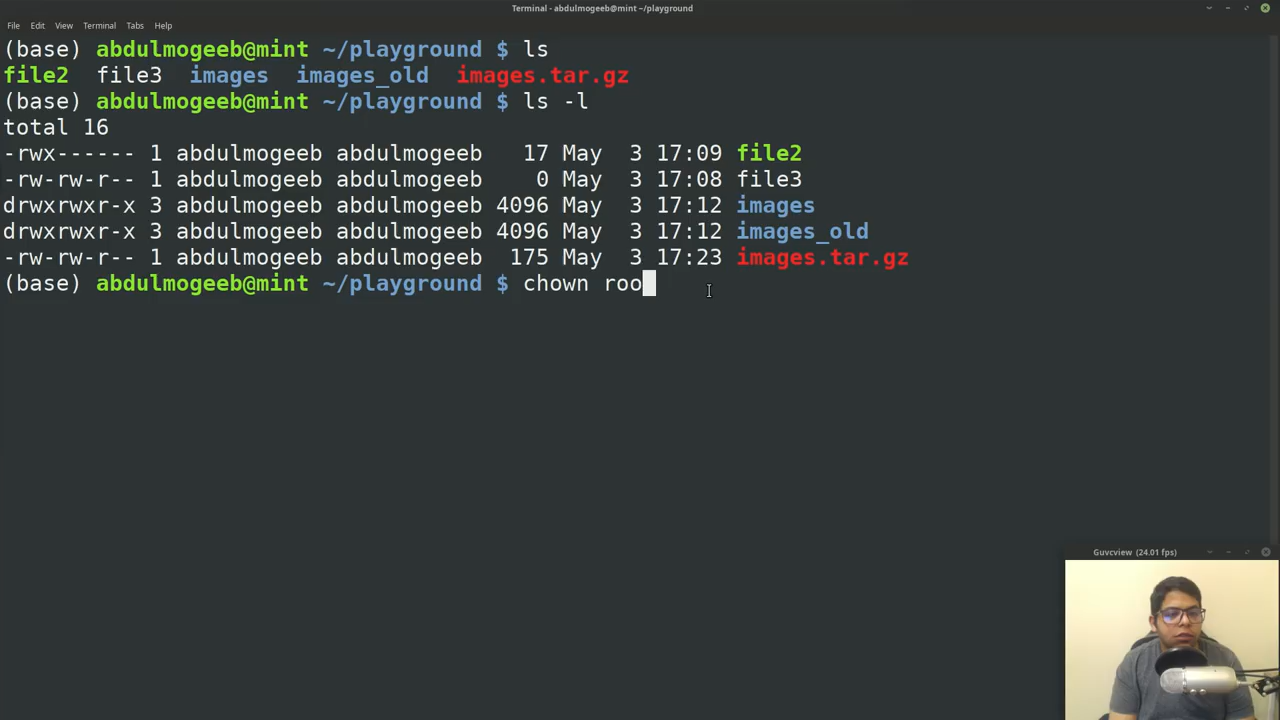 Terminal - abdulmogeeb@mint ~/playground
File Edit View Terminal Tabs Help
(base) abdulmogeeb@mint ~/playground $ ls
file2 file3 images images_old images.tar.gz
(base) abdulmogeeb@mint ~/playground $ ls -l
total 16
-rwx------ 1 abdulmogeeb abdulmogeeb 17 May 3 17:09 file2
-rw-rw-r-- 1 abdulmogeeb abdulmogeeb 0 May 3 17:08 file3
drwxrwxr-x 3 abdulmogeeb abdulmogeeb 4096 May 3 17:12 images
drwxrwxr-x 3 abdulmogeeb abdulmogeeb 4096 May 3 17:12 images_old
-rw-rw-r-- 1 abdulmogeeb abdulmogeeb 175 May 3 17:23 images.tar.gz
(base) abdulmogeeb@mint ~/playground $ chown roo
Guvcview (24.01 fps)